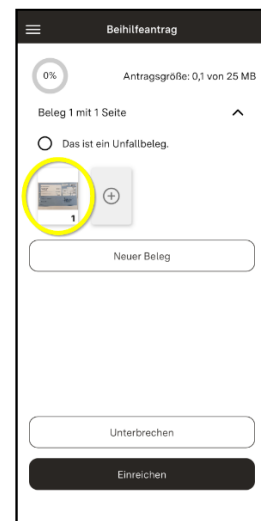 Beihilfeantrag
0%
Antragsgröße: 0,1 von 25 MB
Beleg 1 mit 1 Seite
Das ist ein Unfallbeleg.
1
Neuer Beleg
Unterbrechen
Einreichen